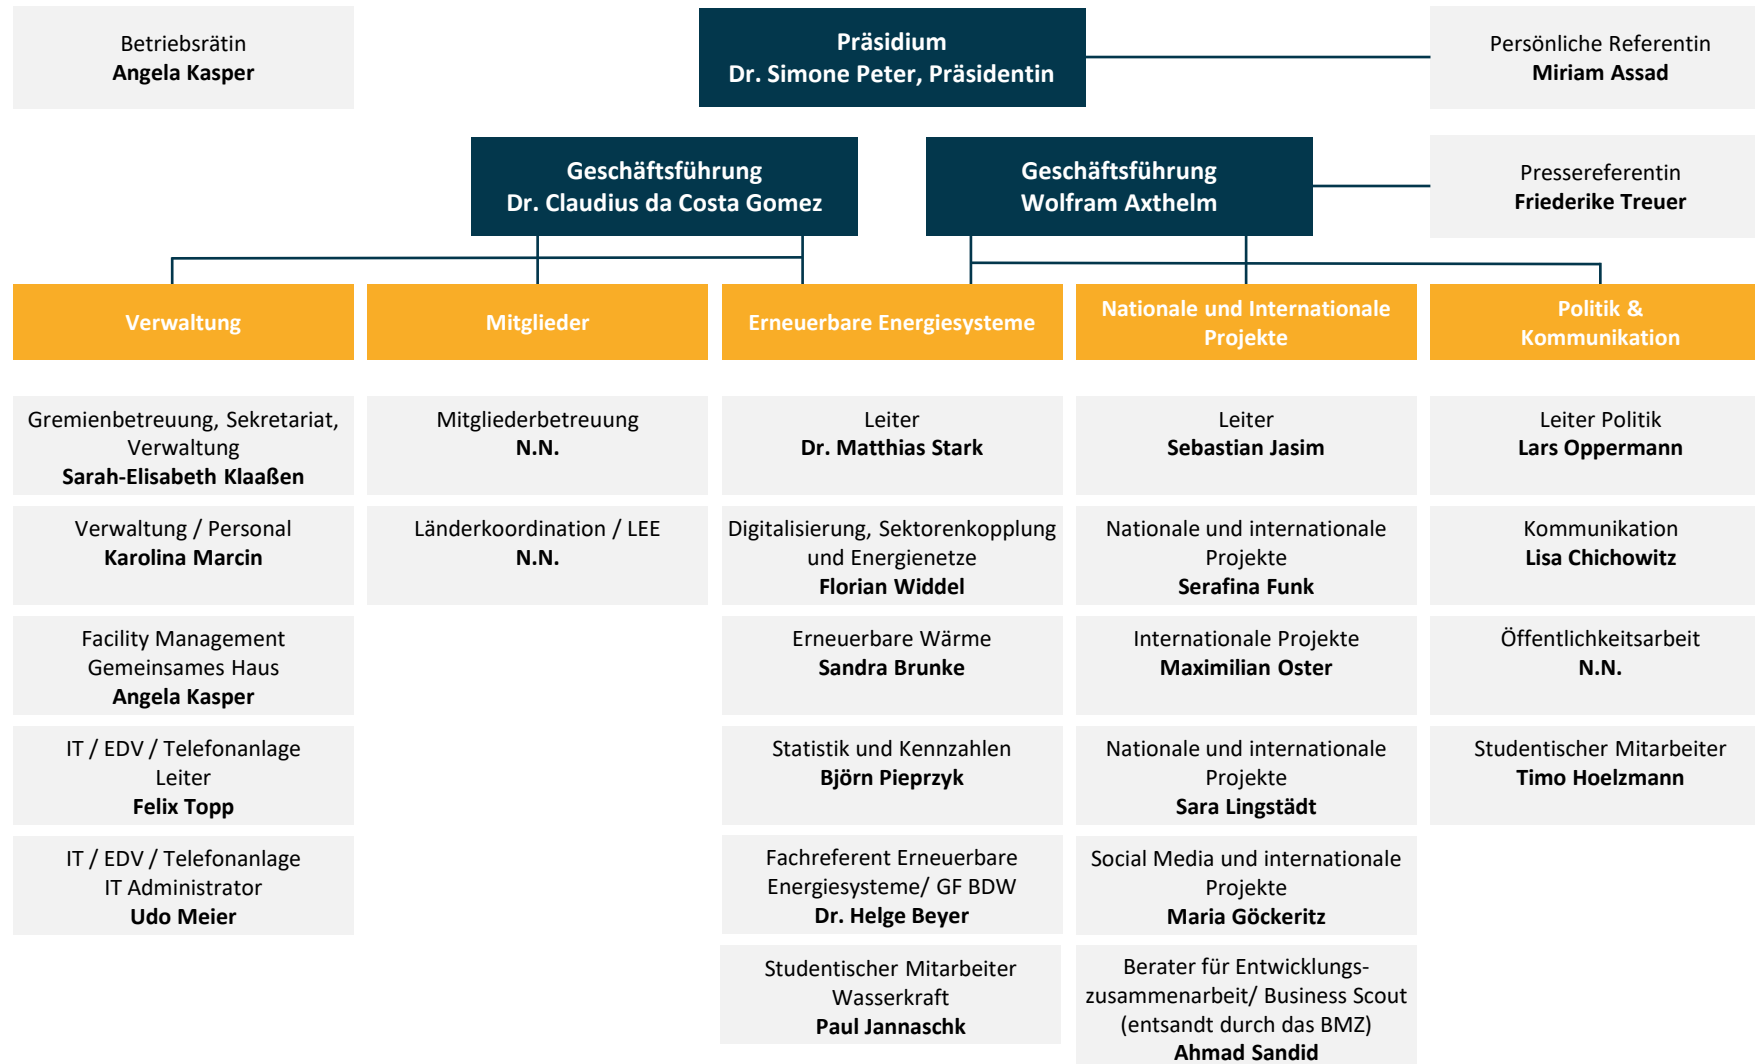 Betriebsrätin
Angela Kasper
Präsidium
Dr. Simone Peter, Präsidentin
Persönliche Referentin
Miriam Assad
Geschäftsführung
Dr. Claudius da Costa Gomez
Geschäftsführung
Wolfram Axthelm
Pressereferentin
Friederike Treuer
Verwaltung
Mitglieder
Erneuerbare Energiesysteme
Nationale und Internationale
Projekte
Politik &
Kommunikation
Gremienbetreuung, Sekretariat,
Verwaltung
Sarah-Elisabeth Klaaßen
Verwaltung / Personal
Karolina Marcin
Facility Management
Gemeinsames Haus
Angela Kasper
IT / EDV / Telefonanlage
Leiter
Felix Topp
IT / EDV / Telefonanlage
IT Administrator
Udo Meier
Mitgliederbetreuung
N.N.
Länderkoordination / LEE
N.N.
Leiter
Dr. Matthias Stark
Digitalisierung, Sektorenkopplung
und Energienetze
Florian Widdel
Erneuerbare Wärme
Sandra Brunke
Statistik und Kennzahlen
Björn Pieprzyk
Fachreferent Erneuerbare
Energiesysteme/ GF BDW
Dr. Helge Beyer
Studentischer Mitarbeiter
Wasserkraft
Paul Jannaschk
Leiter
Sebastian Jasim
Nationale und internationale
Projekte
Serafina Funk
Internationale Projekte
Maximilian Oster
Nationale und internationale
Projekte
Sara Lingstädt
Social Media und internationale
Projekte
Maria Göckeritz
Berater für Entwicklungs-
zusammenarbeit/ Business Scout
(entsandt durch das BMZ)
Ahmad Sandid
Leiter Politik
Lars Oppermann
Kommunikation
Lisa Chichowitz
Öffentlichkeitsarbeit
N.N.
Studentischer Mitarbeiter
Timo Hoelzmann